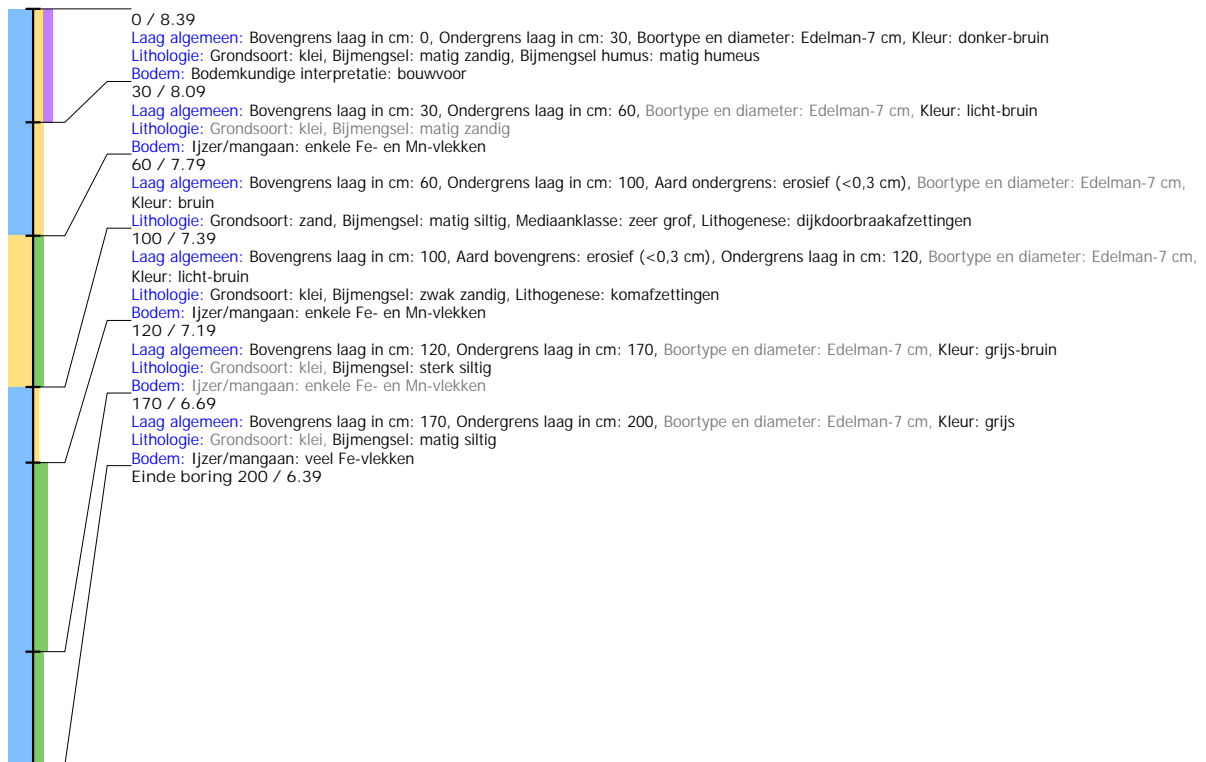 0 / 8.39
Laag algemeen: Bovengrens laag in cm: 0, Ondergrens laag in cm: 30, Boortype en diameter: Edelman-7 cm, Kleur: donker-bruin
Lithologie: Grondsoort: klei, Bijmengsel: matig zandig, Bijmengsel humus: matig humeus
Bodem: Bodemkundige interpretatie: bouwvoor
30 / 8.09
Laag algemeen: Bovengrens laag in cm: 30, Ondergrens laag in cm: 60, Boortype en diameter: Edelman-7 cm, Kleur: licht-bruin
Lithologie: Grondsoort: klei, Bijmengsel: matig zandig
Bodem: Ijzer/mangaan: enkele Fe- en Mn-vlekken
60 / 7.79
Laag algemeen: Bovengrens laag in cm: 60, Ondergrens laag in cm: 100, Aard ondergrens: erosief (<0,3 cm), Boortype en diameter: Edelman-7 cm,
Kleur: bruin
Lithologie: Grondsoort: zand, Bijmengsel: matig siltig, Mediaanklasse: zeer grof, Lithogenese: dijkdoorbraakafzettingen
100 / 7.39
Laag algemeen: Bovengrens laag in cm: 100, Aard bovengrens: erosief (<0,3 cm), Ondergrens laag in cm: 120, Boortype en diameter: Edelman-7 cm,
Kleur: licht-bruin
Lithologie: Grondsoort: klei, Bijmengsel: zwak zandig, Lithogenese: komafzettingen
Bodem: Ijzer/mangaan: enkele Fe- en Mn-vlekken
120 / 7.19
Laag algemeen: Bovengrens laag in cm: 120, Ondergrens laag in cm: 170, Boortype en diameter: Edelman-7 cm, Kleur: grijs-bruin
Lithologie: Grondsoort: klei, Bijmengsel: sterk siltig
Bodem: Ijzer/mangaan: enkele Fe- en Mn-vlekken
170 / 6.69
Laag algemeen: Bovengrens laag in cm: 170, Ondergrens laag in cm: 200, Boortype en diameter: Edelman-7 cm, Kleur: grijs
Lithologie: Grondsoort: klei, Bijmengsel: matig siltig
Bodem: Ijzer/mangaan: veel Fe-vlekken
Einde boring 200 / 6.39